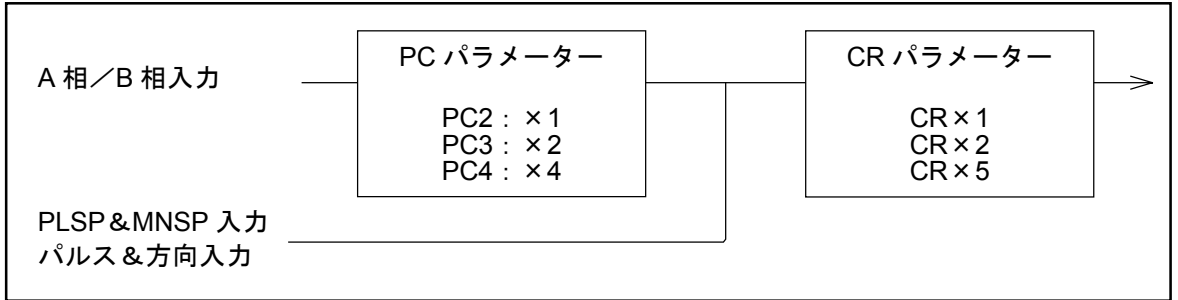 A 相／B 相入力
PC パラメーター
PC2： ×1
PC3： ×2
PC4： ×4
CR パラメーター
CR×1
CR×2
CR×5
PLSP＆MNSP 入力
パルス＆方向入力